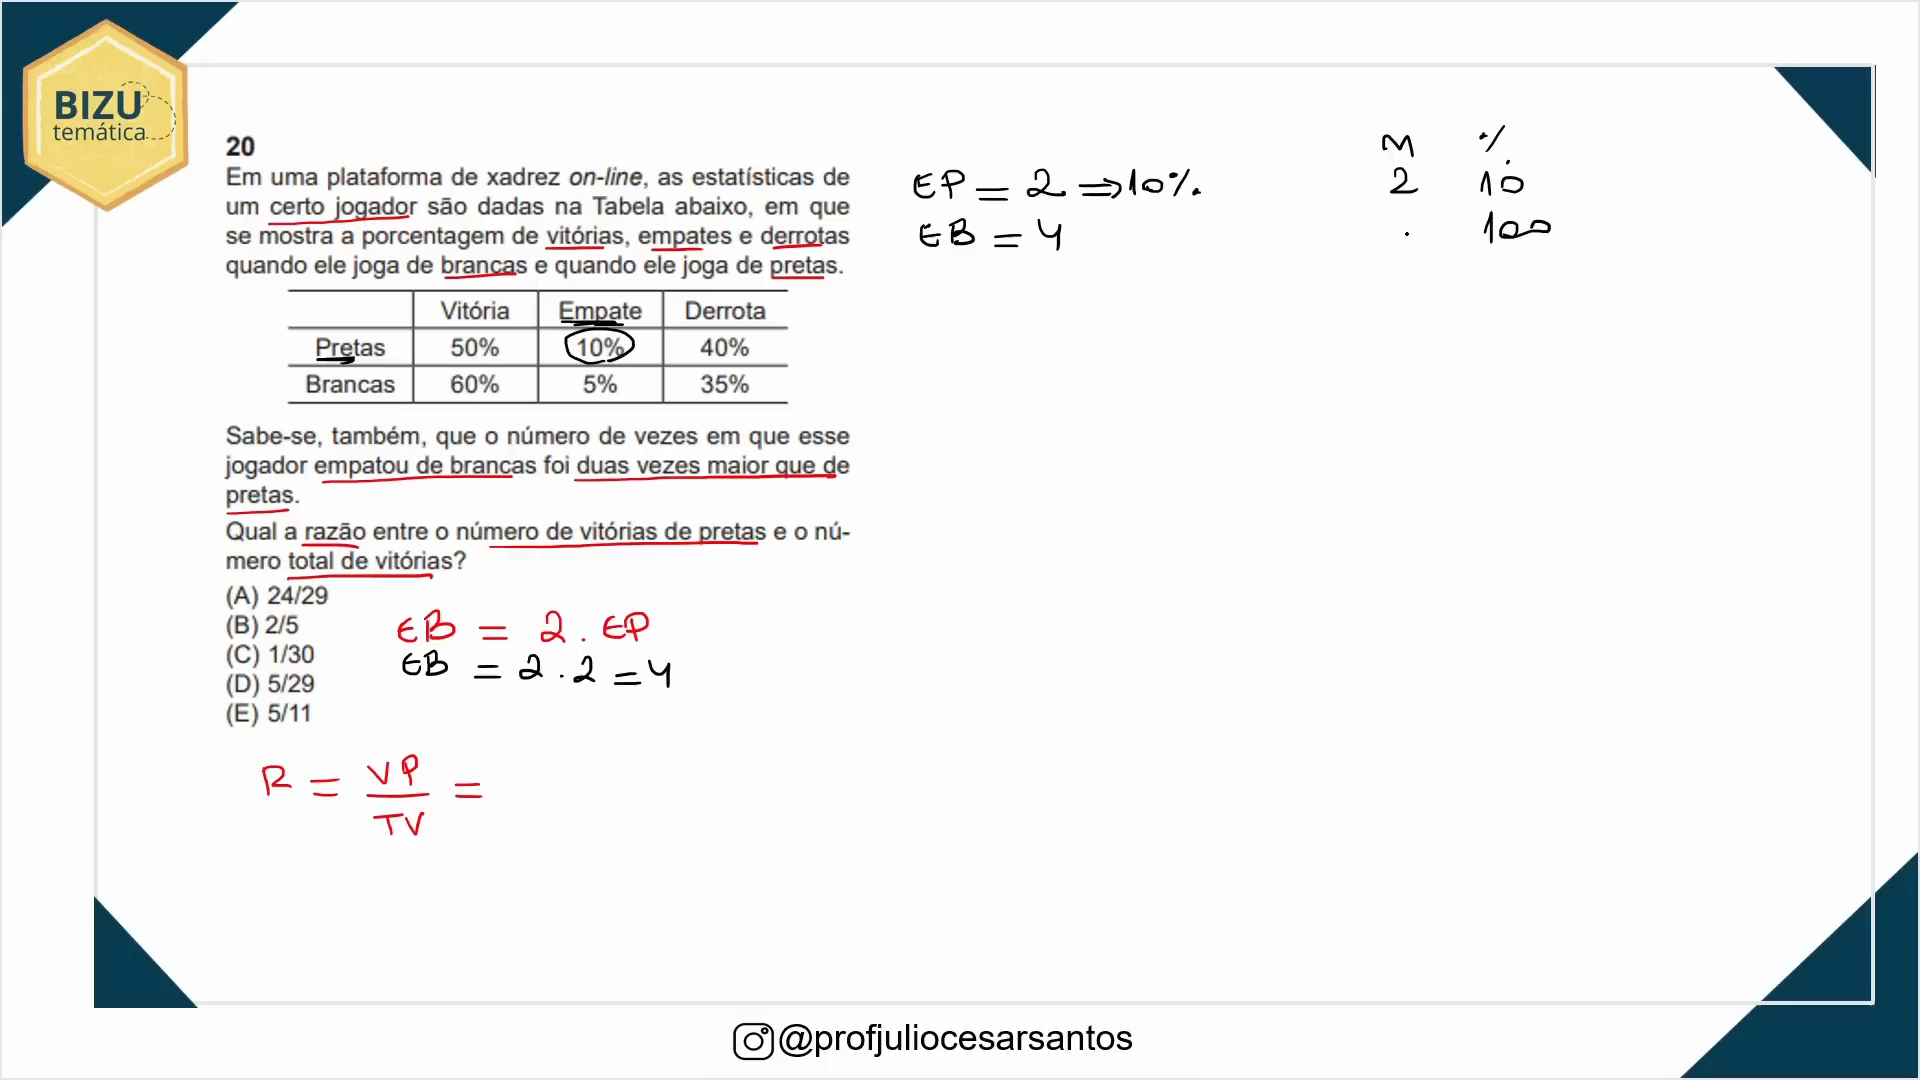 BIZU
temática
20
Em uma plataforma de xadrez on-line, as estatísticas de
um certo jogador são dadas na Tabela abaixo, em que
se mostra a porcentagem de vitórias, empates e derrotas
quando ele joga de brancas e quando ele joga de pretas.
Vitória Empate Derrota
Pretas 50% 10% 40%
Brancas 60% 5% 35%
Sabe-se, também, que o número de vezes em que esse
jogador empatou de brancas foi duas vezes maior que de
pretas.
Qual a razão entre o número de vitórias de pretas e o nú-
mero total de vitórias?
(A) 24/29
(B) 2/5
(C) 1/30
(D) 5/29
(E) 5/11
EB = 2 . EP
EB = 2 . 2 = 4
R = VP =
TV
EP = 2 ⇒ 10%.
EB = 4
M %
2 10
. 100
@profjuliocesarsantos